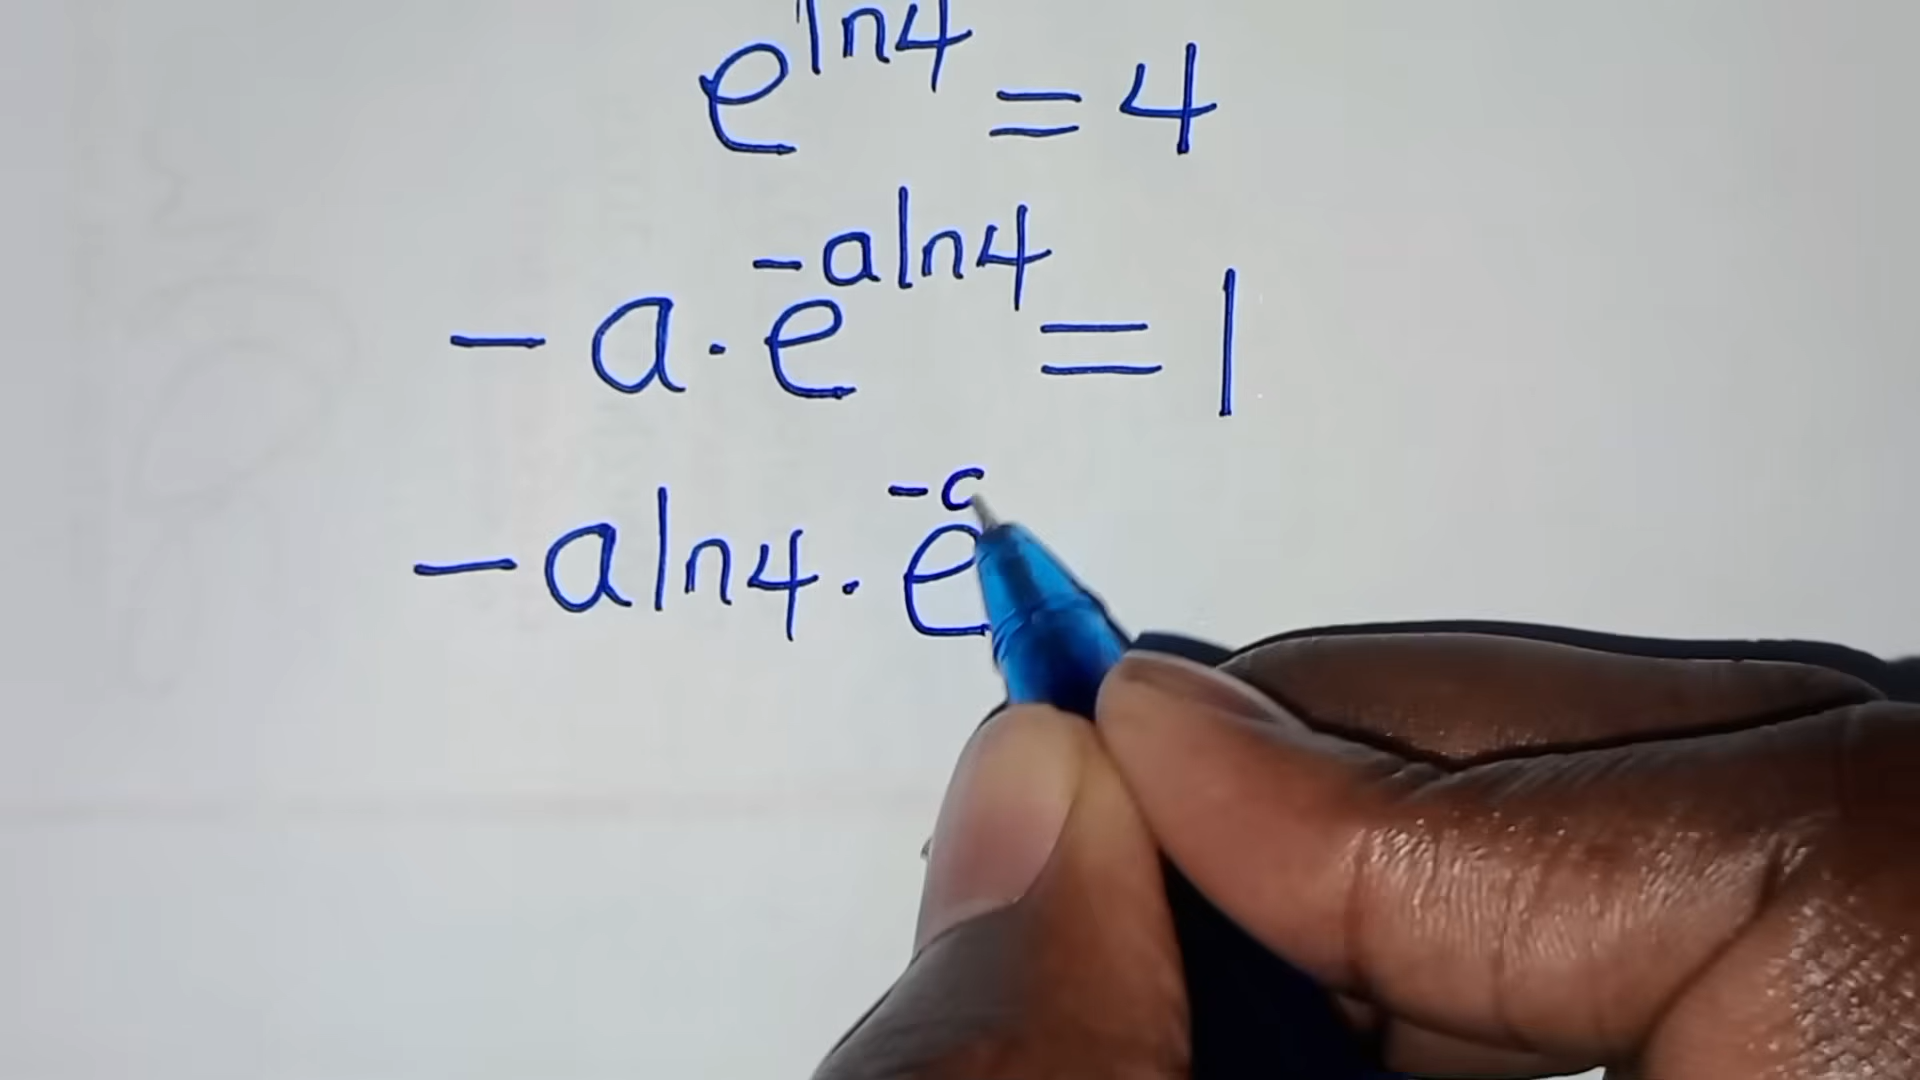 e^ln4 = 4
- a · e^-aln4 = 1
- aln4 · e^-a